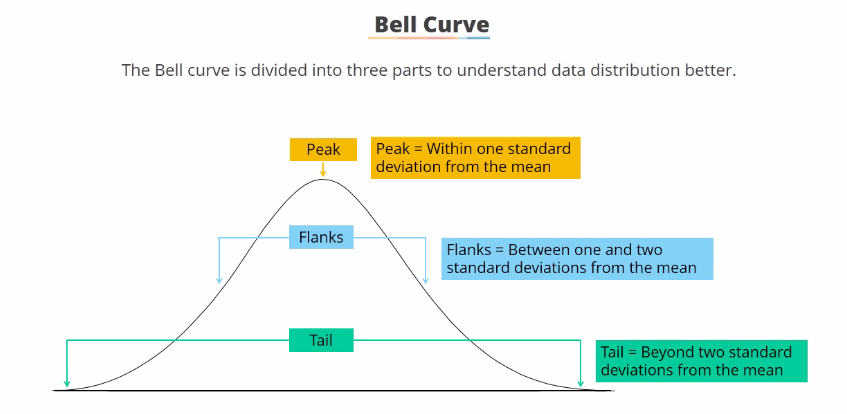 Bell Curve
The Bell curve is divided into three parts to understand data distribution better.
Peak
Peak = Within one standard
deviation from the mean
Flanks
Flanks = Between one and two
standard deviations from the mean
Tail
Tail = Beyond two standard
deviations from the mean